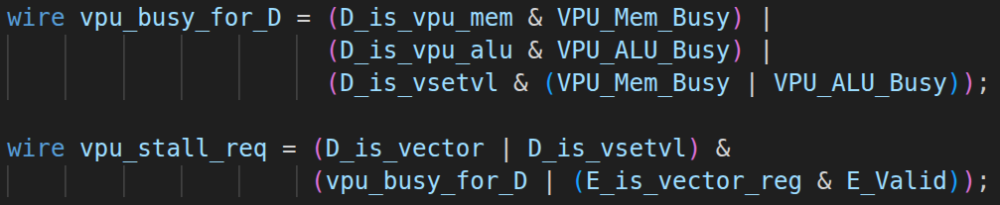 wire vpu_busy_for_D = (D_is_vpu_mem & VPU_Mem_Busy) |
(D_is_vpu_alu & VPU_ALU_Busy) |
(D_is_vsetvl & (VPU_Mem_Busy | VPU_ALU_Busy));
wire vpu_stall_req = (D_is_vector | D_is_vsetvl) &
(vpu_busy_for_D | (E_is_vector_reg & E_Valid));